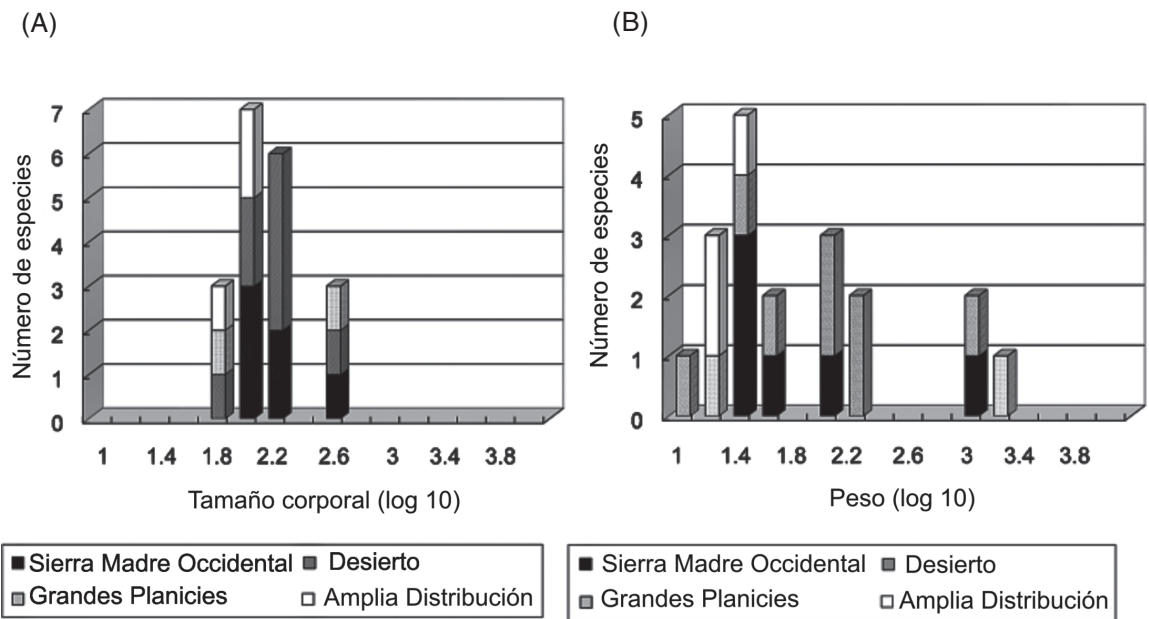 (A)
7
6
5
4
3
2
1
0
Número de especies
1 1.4 1.8 2.2 2.6 3 3.4 3.8
Tamaño corporal (log 10)
Sierra Madre Occidental Desierto
Grandes Planicies Amplia Distribución
(B)
5
4
3
2
1
0
Número de especies
1 1.4 1.8 2.2 2.6 3 3.4 3.8
Peso (log 10)
Sierra Madre Occidental Desierto
Grandes Planicies Amplia Distribución